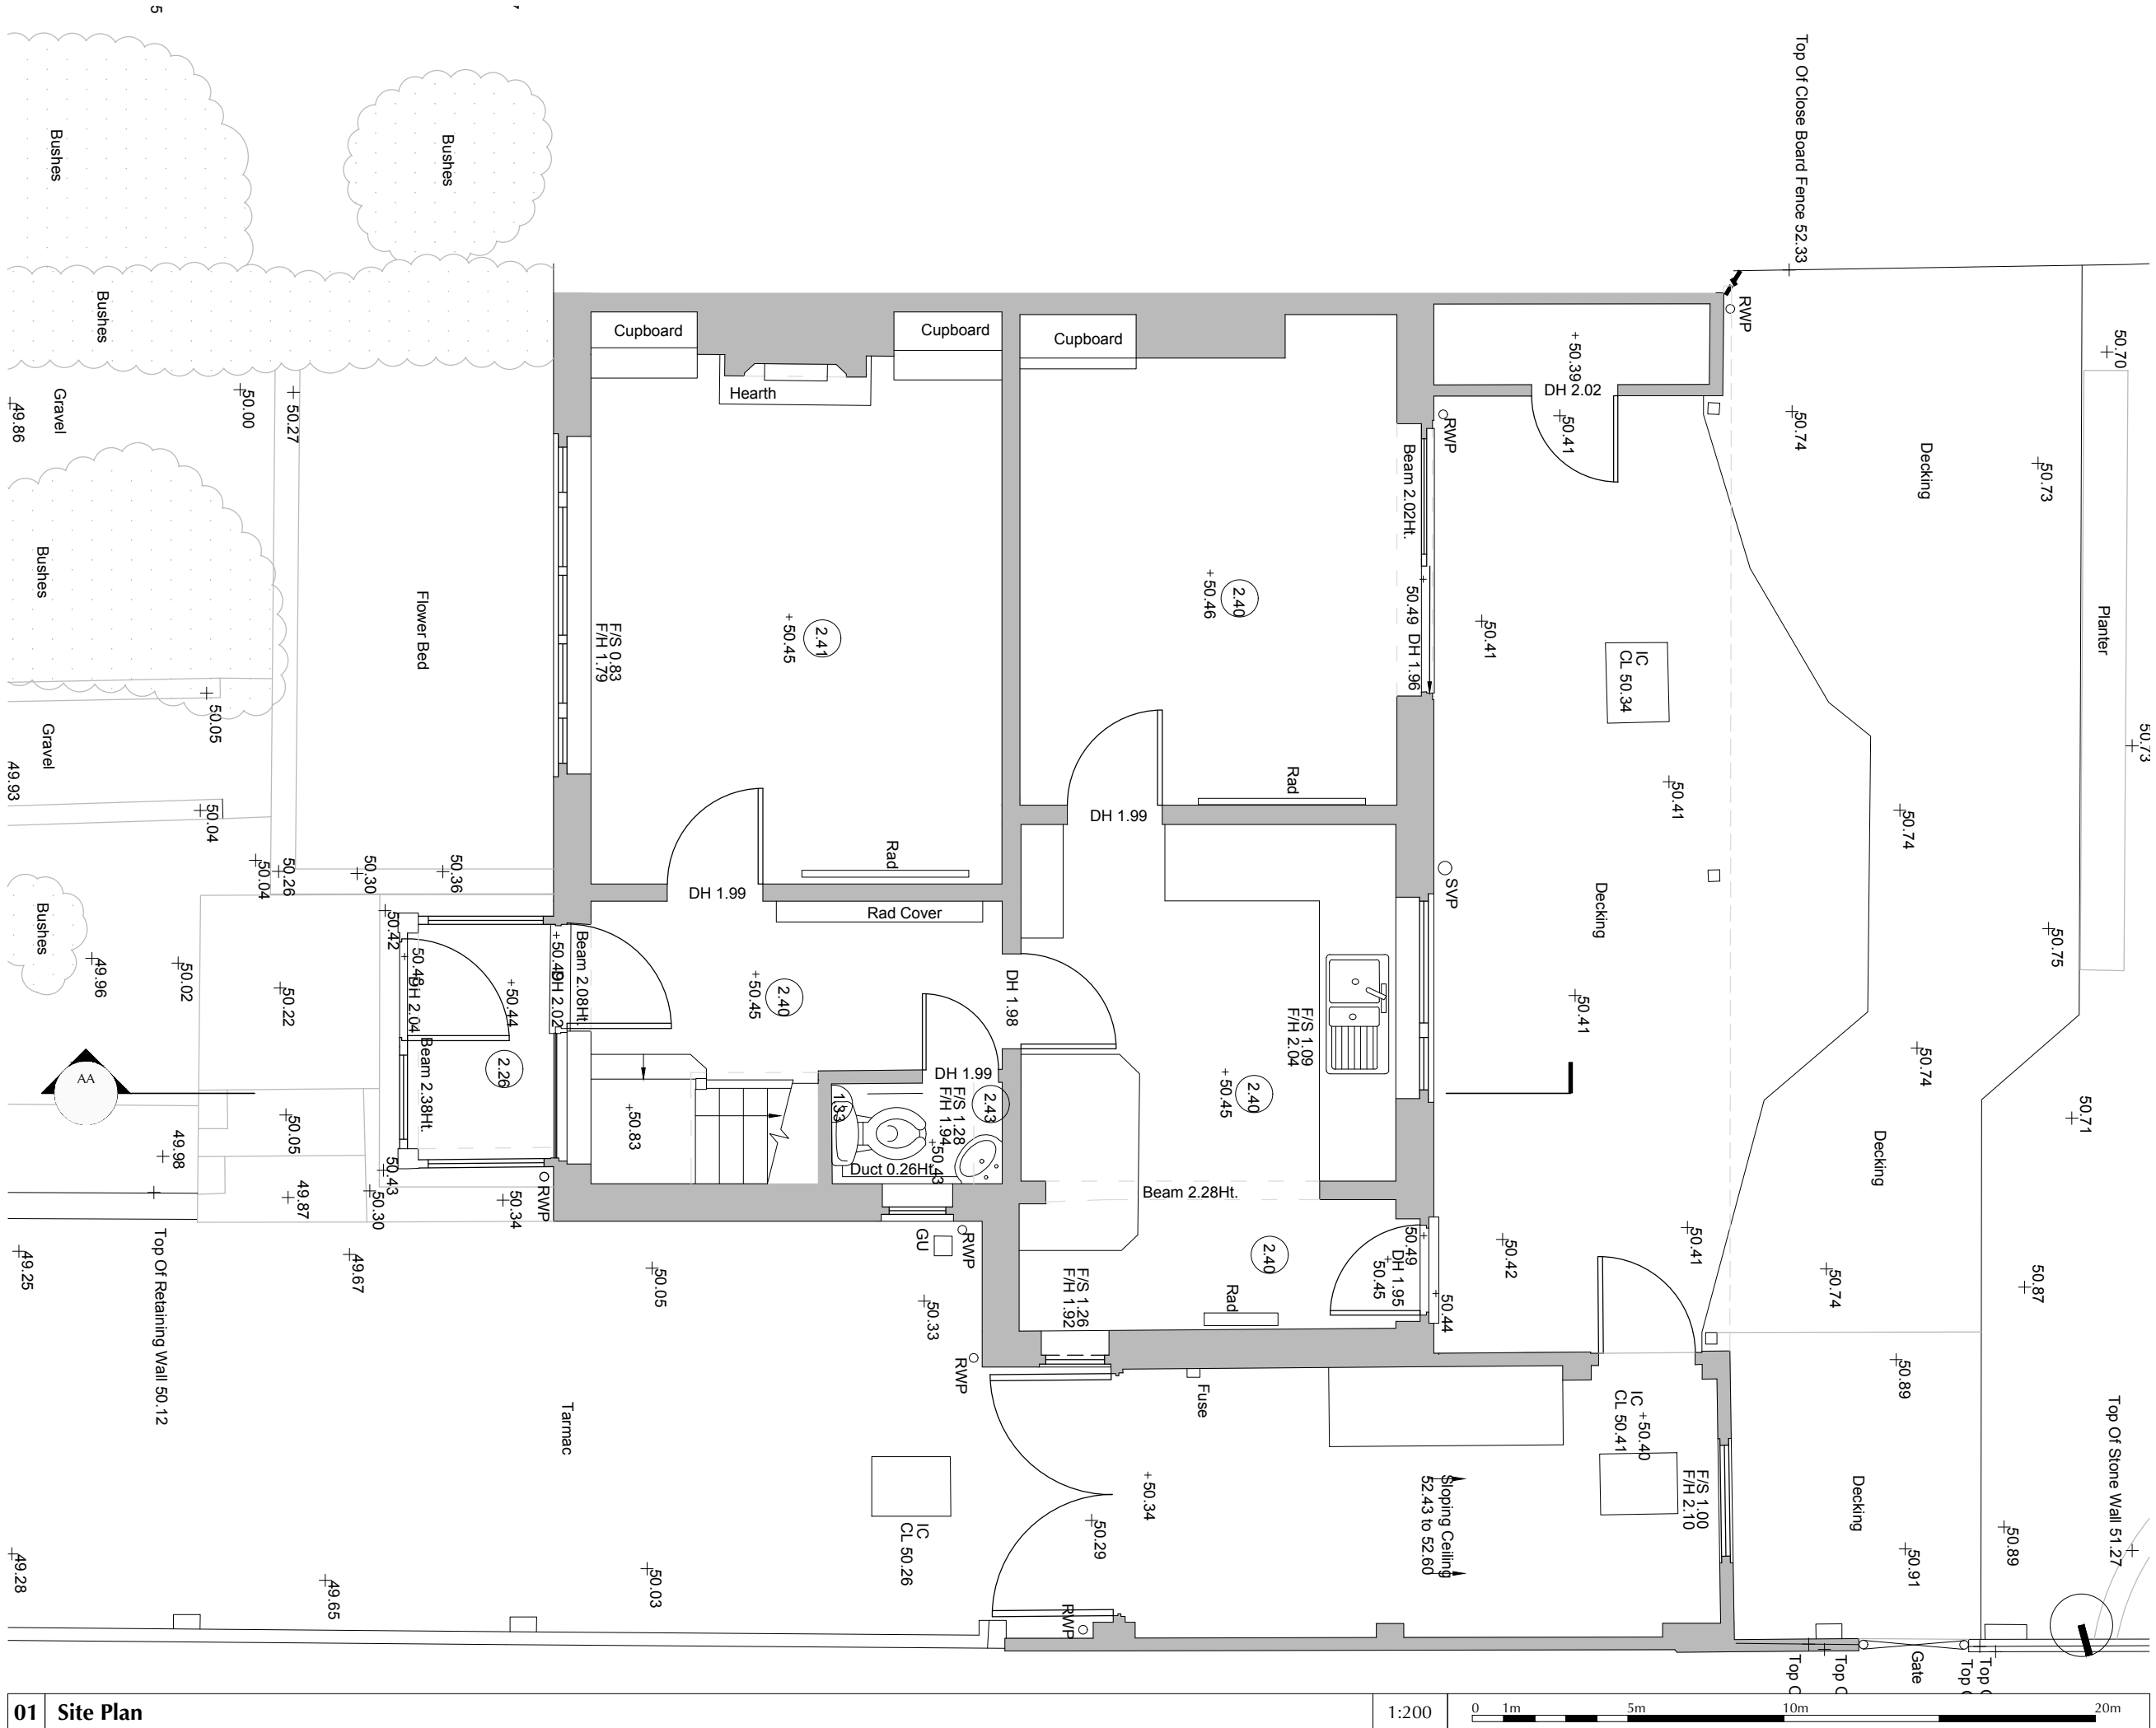 5
Top Of Close Board Fence 52.33
Bushes
Bushes
Bushes
RWP
Cupboard
Cupboard
Cupboard
50.39
DH 2.02
50.70
Hearth
Gravel
49.86
50.00
50.27
RWP
50.41
50.74
Decking
50.73
Beam 2.02Ht.
Bushes
Flower Bed
F/S 0.83
F/H 1.79
50.45
2.41
50.46
2.40
50.49 DH 1.96
50.41
IC
CL 50.34
Planter
50.05
Gravel
49.93
50.73
Rad
50.41
50.04
DH 1.99
50.74
Rad
50.04
50.26
50.30
50.36
DH 1.99
Rad Cover
SVP
Decking
Bushes
49.96
50.02
50.22
50.42
50.48
DH 2.04
50.44
50.49
DH 2.02
Beam 2.08Ht.
50.45
2.40
DH 1.98
F/S 1.09
F/H 2.04
50.41
50.75
AA
Beam 2.38Ht.
2.26
50.83
1.33
DH 1.99
F/S 1.28
F/H 1.94
2.43
50.43
Duct 0.26Ht.
50.45
2.40
50.74
50.71
Decking
49.98
50.05
49.87
50.43
50.30
50.34
RWP
Beam 2.28Ht.
Top Of Retaining Wall 50.12
49.25
49.67
50.05
GU
RWP
50.33
F/S 1.26
F/H 1.92
2.40
Rad
50.49
DH 1.95
50.45
50.44
50.42
50.41
50.74
50.87
RWP
Fuse
Tarmac
50.89
IC
50.40
CL 50.41
Top Of Stone Wall 51.27
IC
CL 50.26
50.34
50.29
Sloping Ceiling
52.43 to 52.60
F/S 1.00
F/H 2.10
Decking
50.89
50.91
49.28
49.65
50.03
RWP
Top
Top
Gate
Top
Top
01 Site Plan
1:200
0 1m 5m 10m 20m